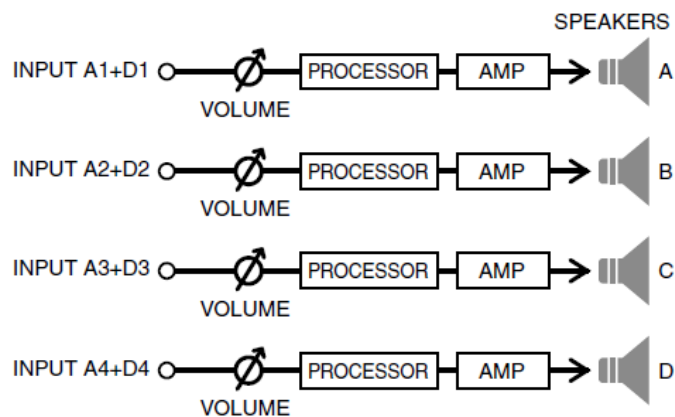 SPEAKERS
INPUT A1+D1 PROCESSOR AMP A
VOLUME
INPUT A2+D2 PROCESSOR AMP B
VOLUME
INPUT A3+D3 PROCESSOR AMP C
VOLUME
INPUT A4+D4 PROCESSOR AMP D
VOLUME